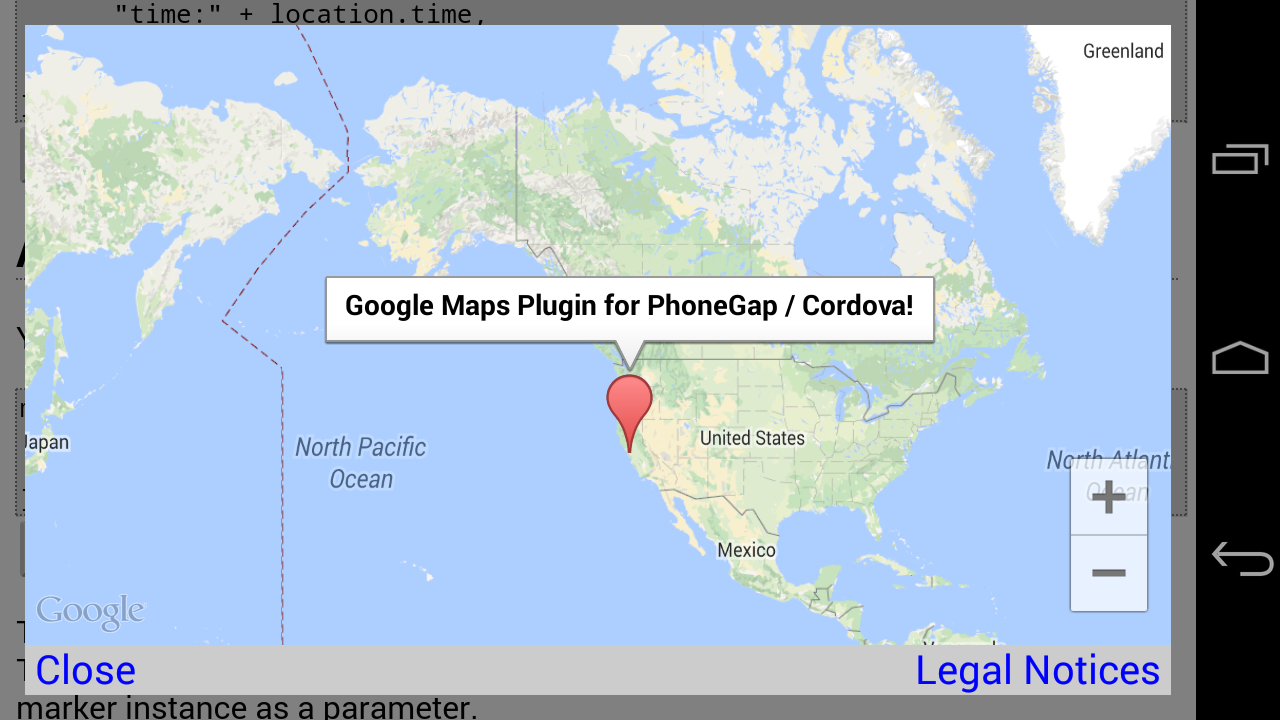 "time:" + location.time,
Greenland
Google Maps Plugin for PhoneGap / Cordova!
Japan
North Pacific
Ocean
United States
North Atlant
Ocean
Mexico
Google
Close
Legal Notices
marker instance as a parameter.